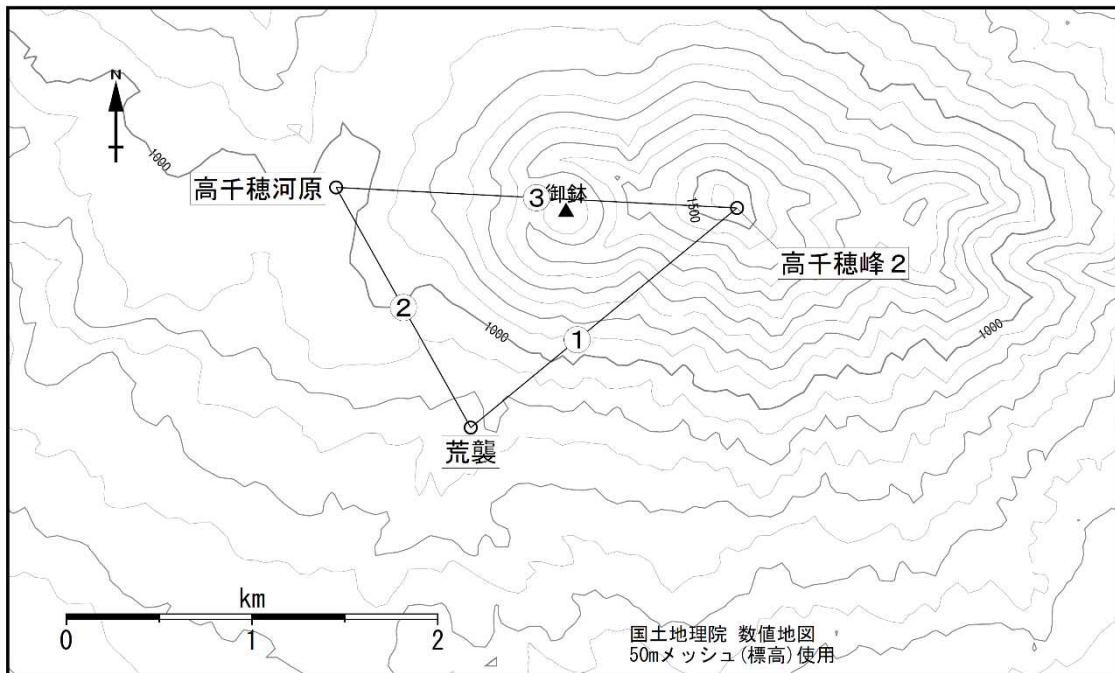 N
1000
高千穂河原
③
御鉢
1500
高千穂峰2
②
1000
①
1000
荒襲
km
0 1 2
国土地理院 数値地図
50mメッシュ(標高)使用